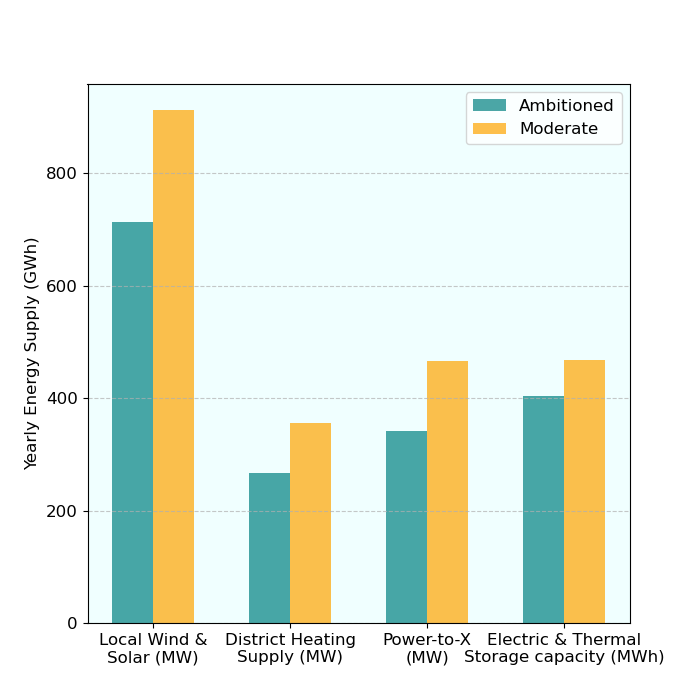 Ambitioned
Moderate
Yearly Energy Supply (GWh)
800
600
400
200
0
Local Wind &
Solar (MW)
District Heating
Supply (MW)
Power-to-X
(MW)
Electric & Thermal
Storage capacity (MWh)